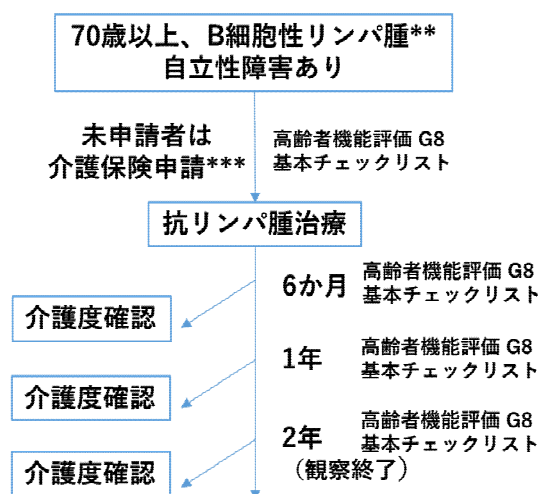 70歳以上、B細胞性リンパ腫**
自立性障害あり
未申請者は
介護保険申請***
高齢者機能評価 G8
基本チェックリスト
抗リンパ腫治療
6か月
高齢者機能評価 G8
基本チェックリスト
介護度確認
1年
高齢者機能評価 G8
基本チェックリスト
介護度確認
2年
(観察終了)
高齢者機能評価 G8
基本チェックリスト
介護度確認